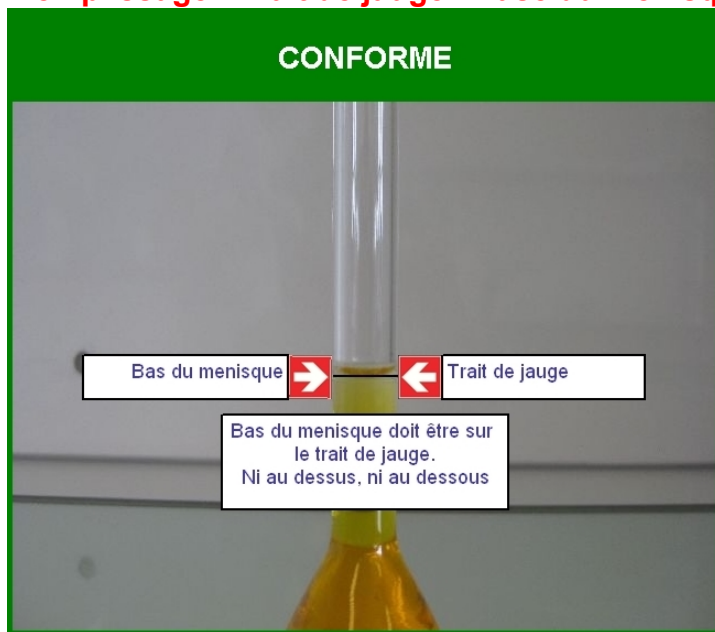 CONFORME
Bas du menisque
Trait de jauge
Bas du menisque doit être sur
le trait de jauge.
Ni au dessus, ni au dessous